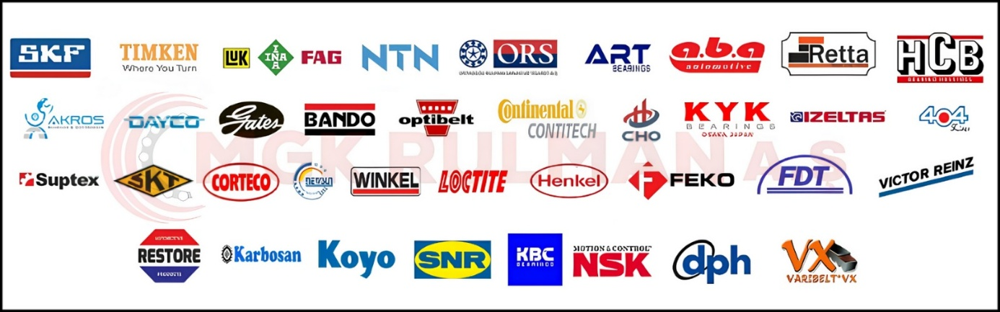 SKF
TIMKEN
Where You Turn
LUK
INA
FAG
NTN
ORS
ART
BEARINGS
a.b.a
automotive
Retta
HCB
BEARING HOUSINGS
AKROS
DAYCO
Gates
BANDO
optibelt
Continental
CONTITECH
CHO
KYK
BEARINGS
OSAKA JAPAN
IZELTAS
404
MGK RULMAN A.Ş
Suptex
SKT
CORTECO
WINKEL
LOCTITE
Henkel
FEKO
FDT
VICTOR REINZ
RESTORE
Karbosan
Koyo
SNR
KBC
BEARINGS
MOTION & CONTROL
NSK
dph
VX
VARIBELT VX